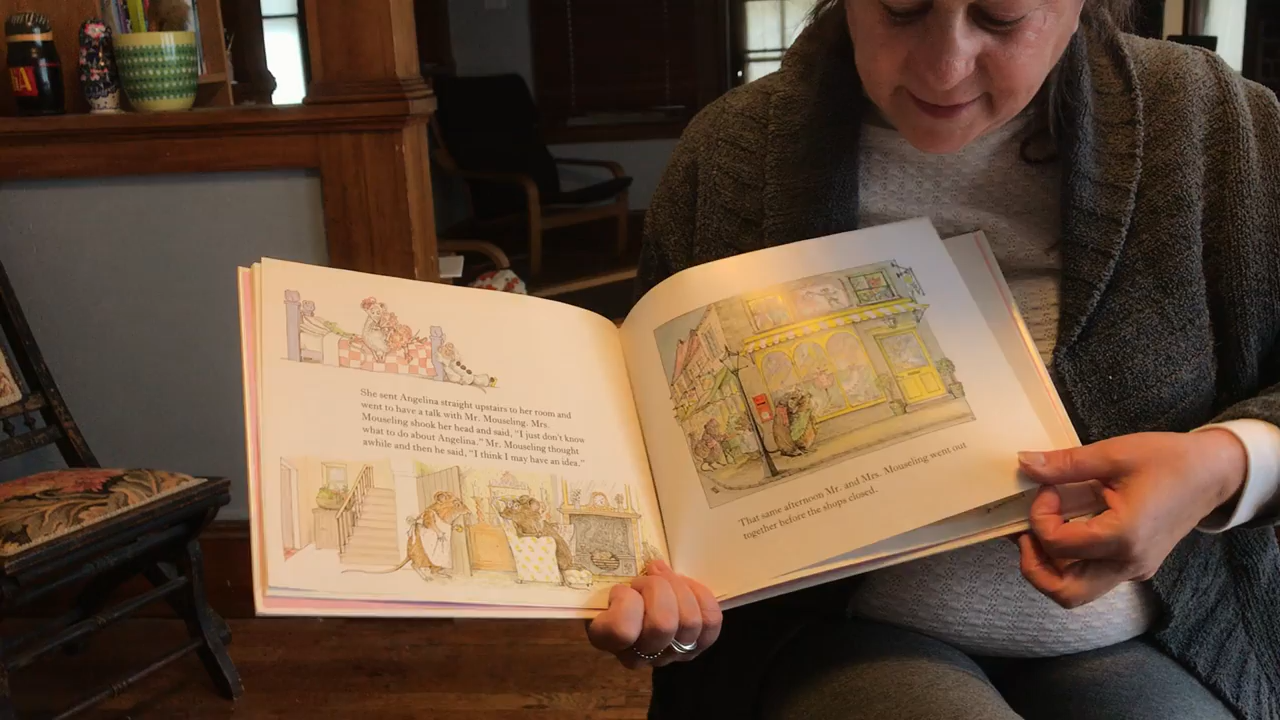 She sent Angelina straight upstairs to her room and
went to have a talk with Mr. Mouseling. Mrs.
Mouseling shook her head and said, "I just don't know
what to do about Angelina." Mr. Mouseling thought
awhile and then he said, "I think I may have an idea."
That same afternoon Mr. and Mrs. Mouseling went out
together before the shops closed.